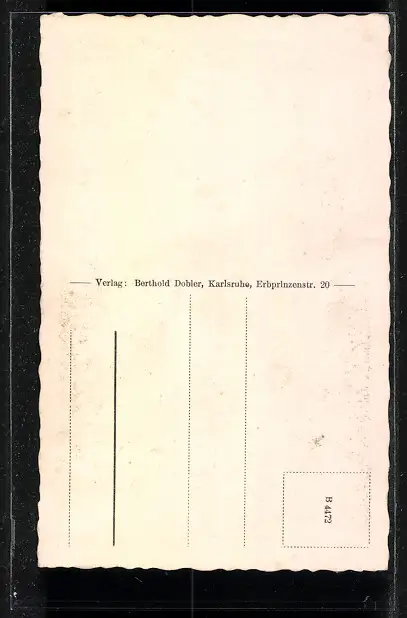 Verlag: Berthold Dobler, Karlsruhe, Erbprinzenstr. 20
B 4472